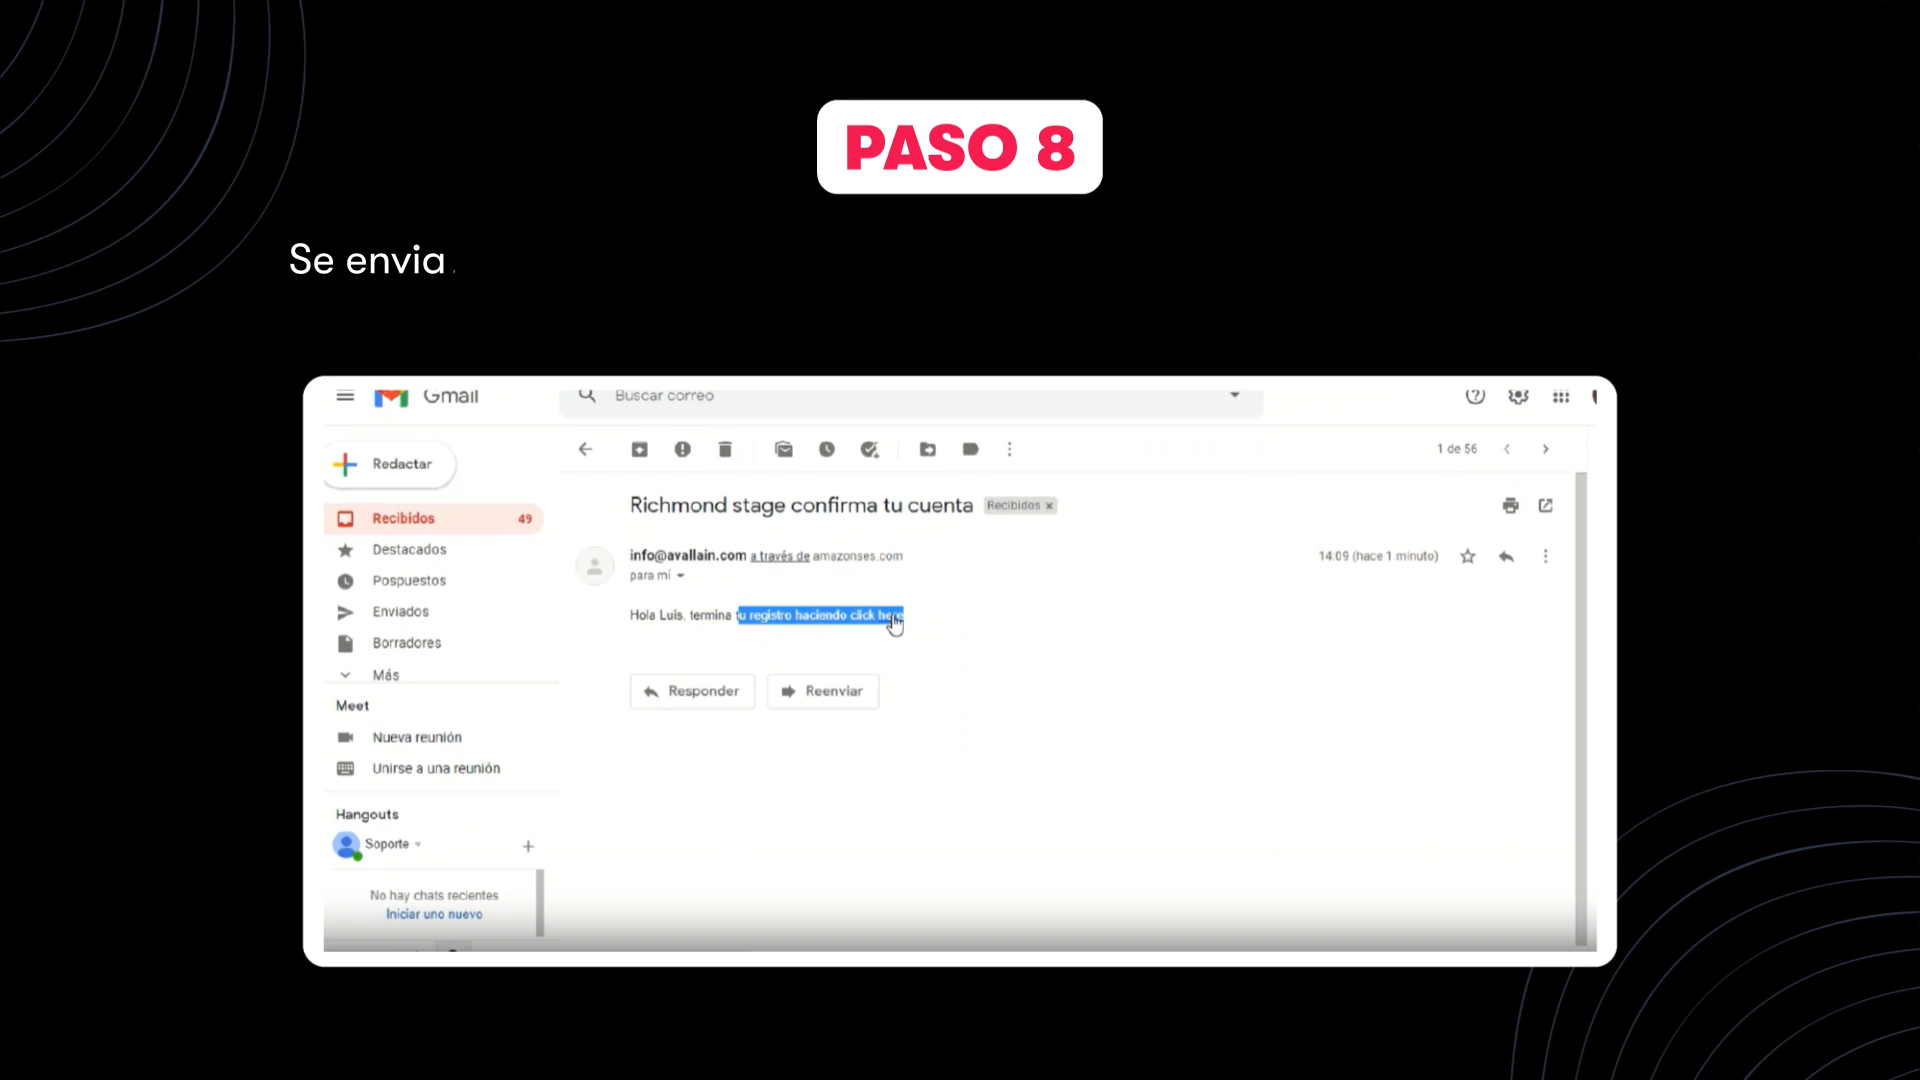 PASO 8
Se envia
Gmail
Buscar correo
Redactar
1 de 56
Recibidos 49
Richmond stage confirma tu cuenta Recibidos x
Destacados
info@avallain.com a través de amazonses.com
14:09 (hace 1 minuto)
para mí
Pospuestos
Enviados
Hola Luis, termina tu registro haciendo click here
Borradores
Más
Responder
Reenviar
Meet
Nueva reunión
Unirse a una reunión
Hangouts
Soporte
No hay chats recientes
Iniciar uno nuevo